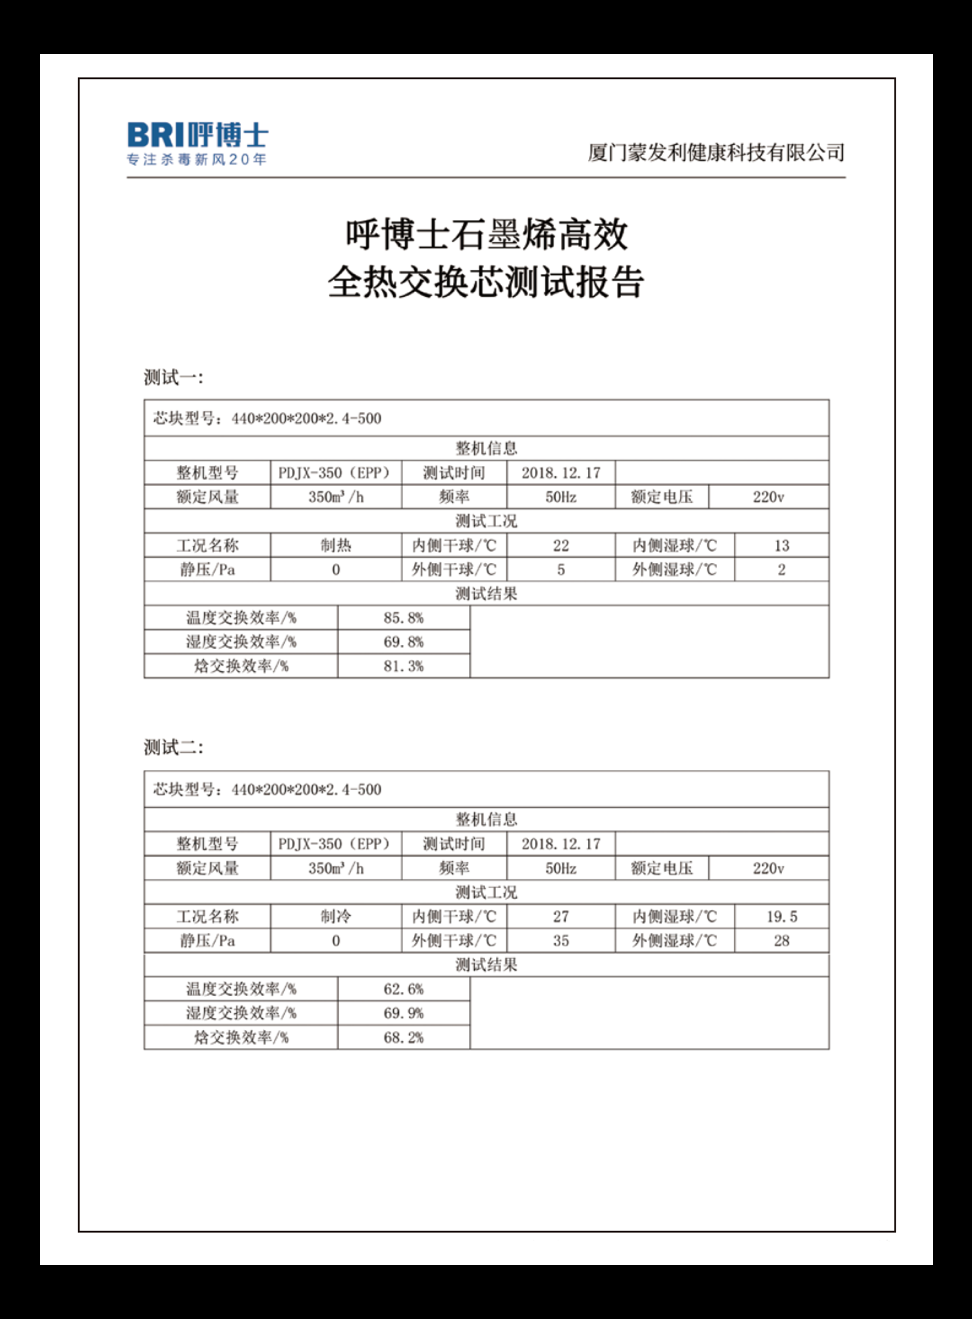 BRI呼博士
专注杀毒新风20年
厦门蒙发利健康科技有限公司
呼博士石墨烯高效
全热交换芯测试报告
测试一:
芯块型号: 440*200*200*2.4-500
整机信息
整机型号 PDJX-350（EPP） 测试时间 2018.12.17
额定风量 350m³/h 频率 50Hz 额定电压 220v
测试工况
工况名称 制热 内侧干球/℃ 22 内侧湿球/℃ 13
静压/Pa 0 外侧干球/℃ 5 外侧湿球/℃ 2
测试结果
温度交换效率/% 85.8%
湿度交换效率/% 69.8%
焓交换效率/% 81.3%
测试二:
芯块型号: 440*200*200*2.4-500
整机信息
整机型号 PDJX-350（EPP） 测试时间 2018.12.17
额定风量 350m³/h 频率 50Hz 额定电压 220v
测试工况
工况名称 制冷 内侧干球/℃ 27 内侧湿球/℃ 19.5
静压/Pa 0 外侧干球/℃ 35 外侧湿球/℃ 28
测试结果
温度交换效率/% 62.6%
湿度交换效率/% 69.9%
焓交换效率/% 68.2%